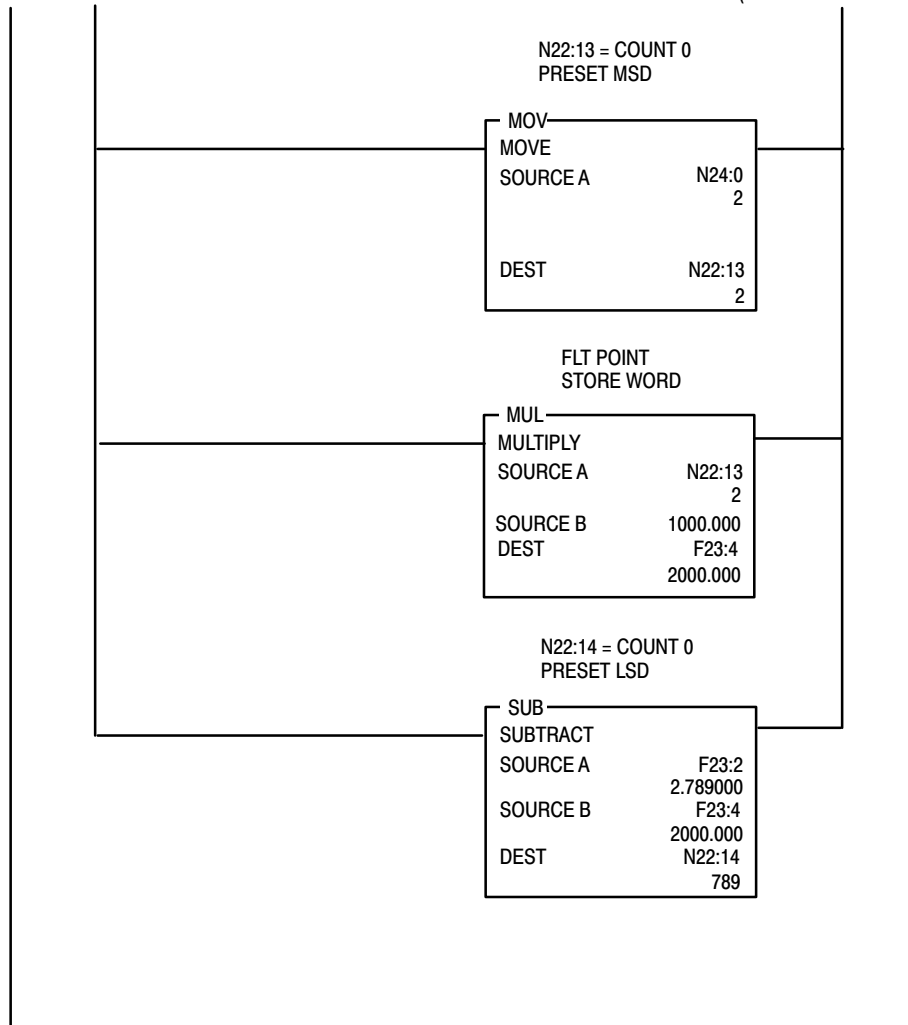 N22:13 = COUNT 0
PRESET MSD
MOV
MOVE
SOURCE A N24:0
2
DEST N22:13
2
FLT POINT
STORE WORD
MUL
MULTIPLY
SOURCE A N22:13
2
SOURCE B 1000.000
DEST F23:4
2000.000
N22:14 = COUNT 0
PRESET LSD
SUB
SUBTRACT
SOURCE A F23:2
2.789000
SOURCE B F23:4
2000.000
DEST N22:14
789